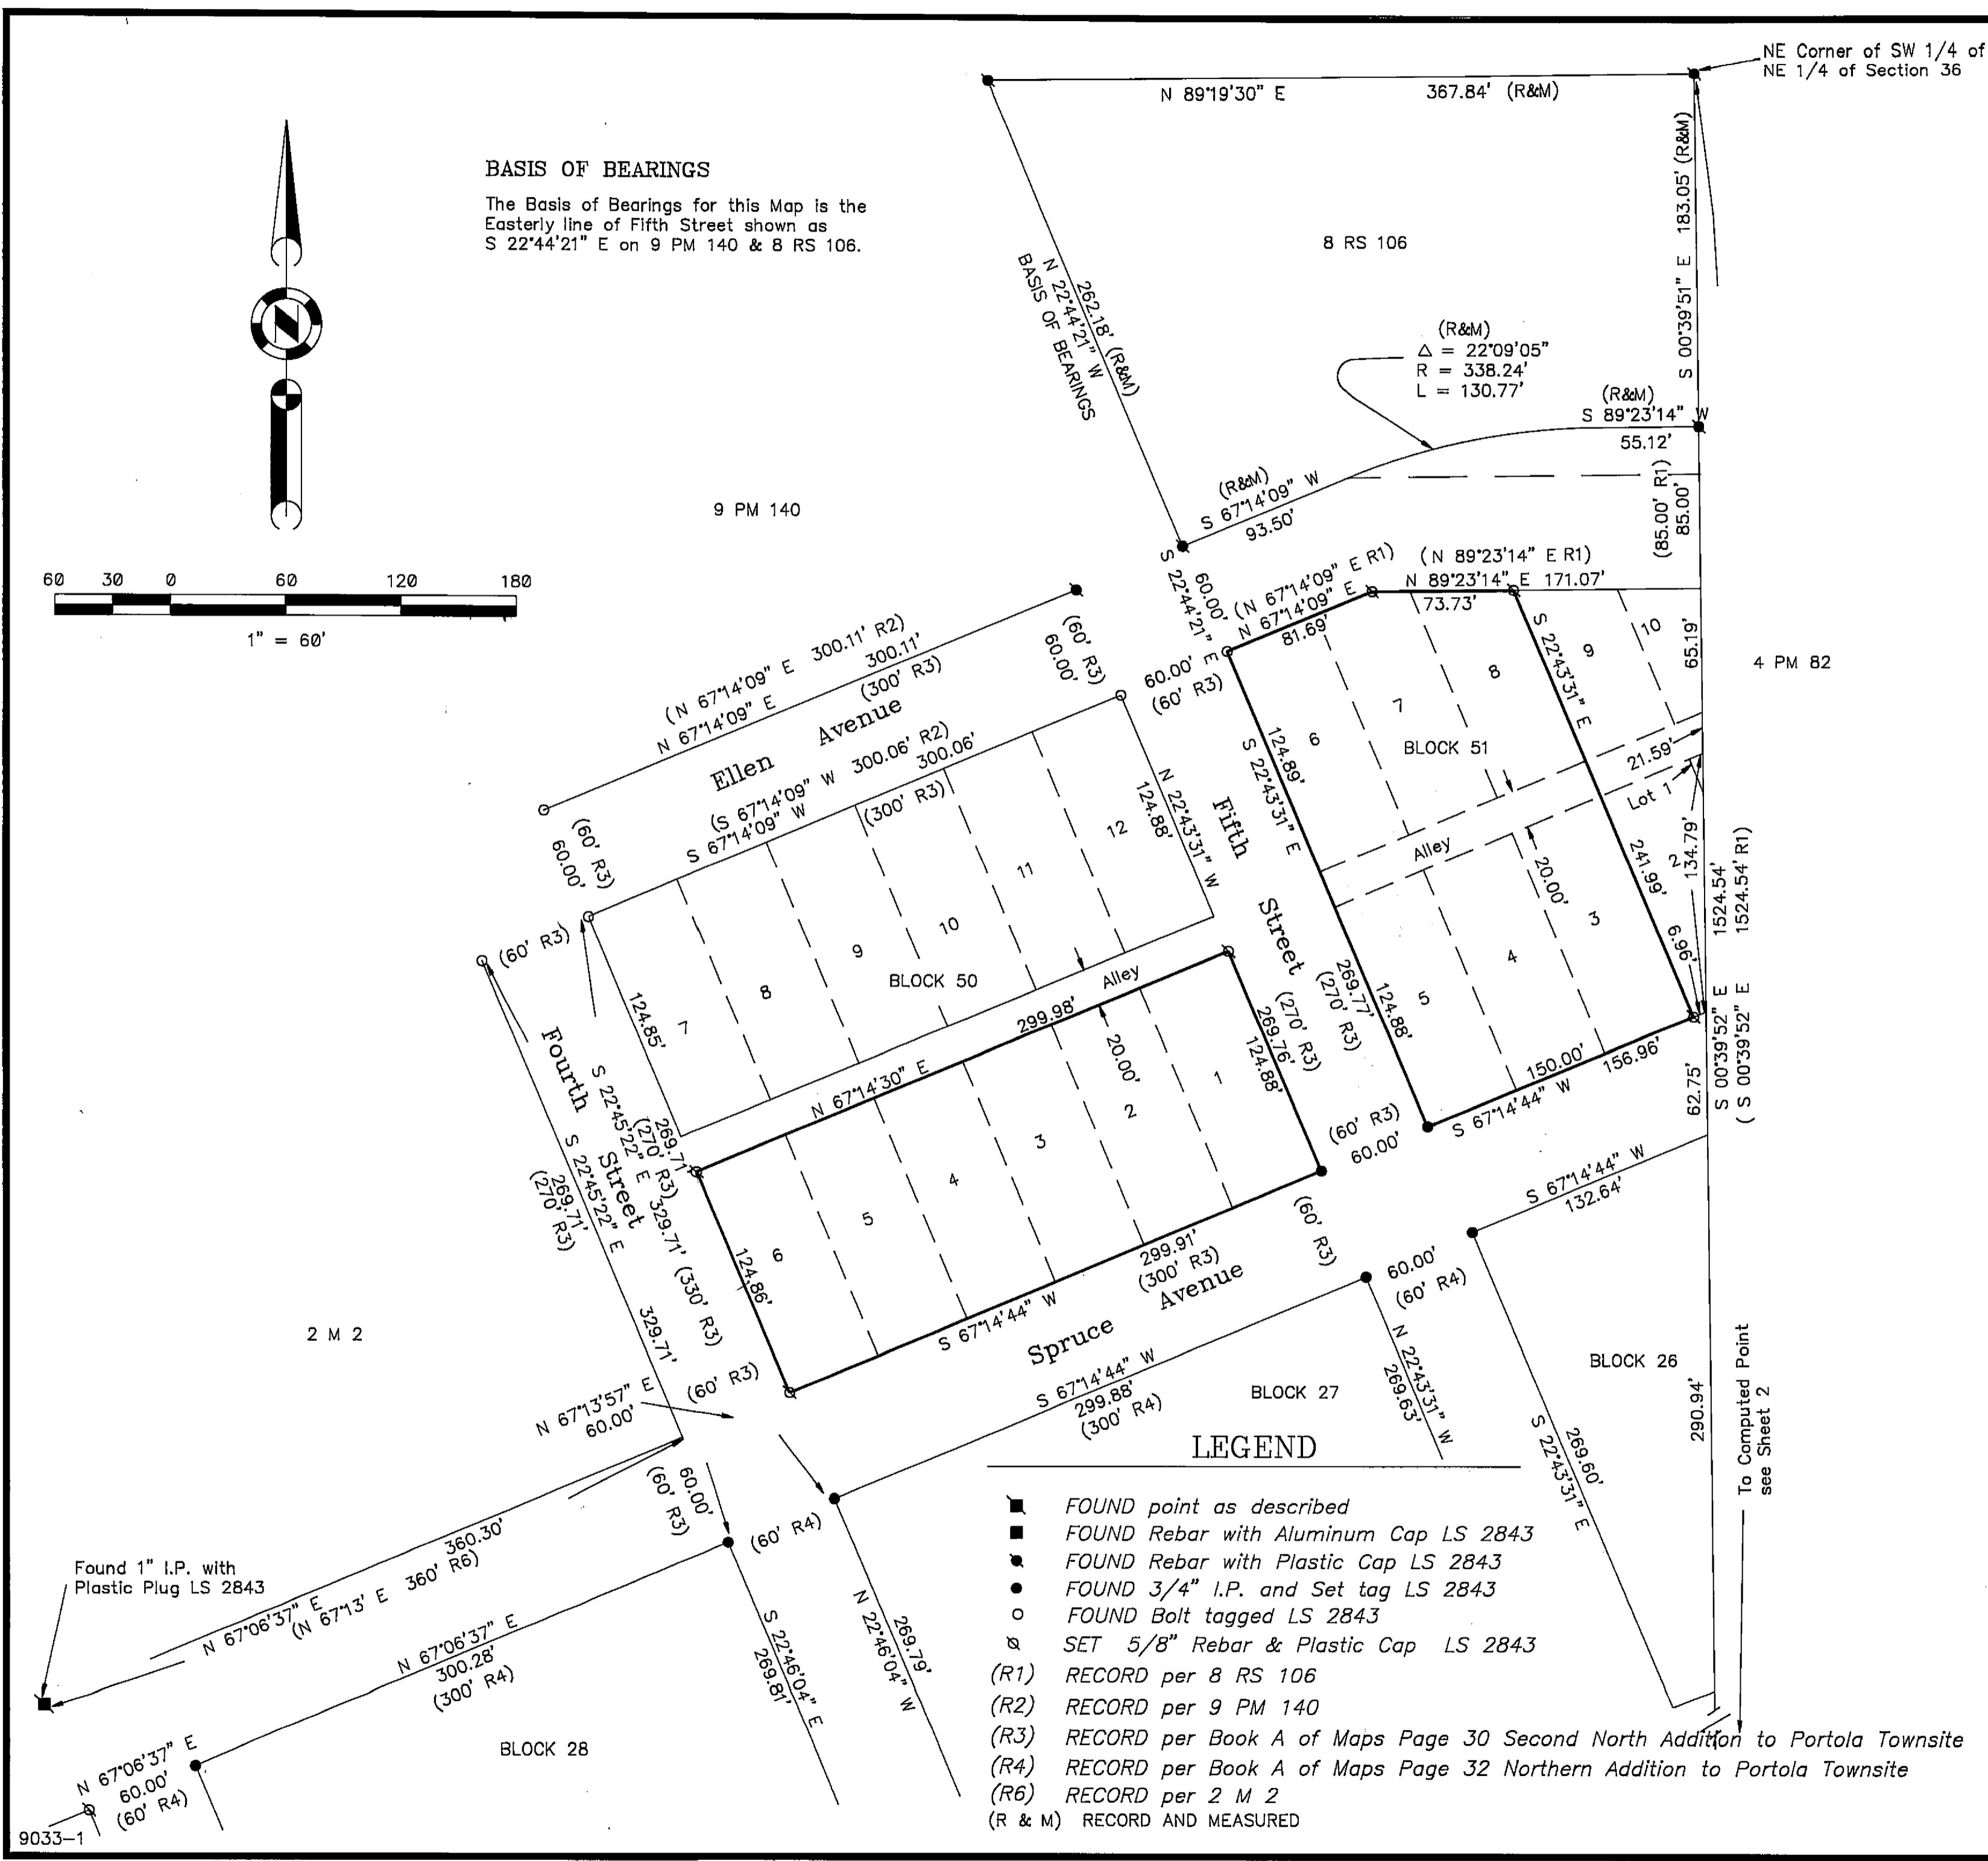 NE Corner of SW 1/4 of
NE 1/4 of Section 36
N 89°19'30" E
367.84' (R&M)
S 00°39'51" E 183.05' (R&M)
BASIS OF BEARINGS
The Basis of Bearings for this Map is the
Easterly line of Fifth Street shown as
S 22°44'21" E on 9 PM 140 & 8 RS 106.
8 RS 106
262.18' (R&M)
N 22°44'21" W
BASIS OF BEARINGS
(R&M)
Δ = 22°09'05"
R = 338.24'
L = 130.77'
(R&M)
S 89°23'14" W
55.12'
(85.00' R1)
85.00'
(R&M)
S 67°14'09" W
93.50'
9 PM 140
60 30 0 60 120 180
1" = 60'
60.00'
S 22°44'21" E
(N 67°14'09" E R1)
N 67°14'09" E
81.69'
(N 89°23'14" E R1)
N 89°23'14" E 171.07'
73.73'
(N 67°14'09" E 300.11' R2)
300.11'
N 67°14'09" E
(300' R3)
Ellen Avenue
(60' R3)
60.00'
60.00'
(60' R3)
(S 67°14'09" W 300.06' R2)
300.06'
S 67°14'09" W
(300' R3)
(60' R3)
60.00'
(60' R3)
6
7
8
9
10
BLOCK 51
S 22°43'31" E
65.19'
4 PM 82
21.59'
Lot 1
Alley
124.89'
S 22°43'31" E
Fifth Street
269.77'
(270' R3)
124.88'
20.00'
241.99'
2
134.79'
6.96'
3
4
5
1524.54'
S 00°39'52" E
1524.54' R1)
( S 00°39'52" E
150.00'
156.96'
S 67°14'44" W
62.75'
N 22°43'31" W
124.88'
7
8
9
10
11
12
BLOCK 50
Alley
124.85'
299.98'
N 67°14'30" E
20.00'
(270' R3)
269.76'
124.88'
1
2
3
4
5
6
Fourth Street
S 22°45'22" E
269.71'
(270' R3)
S 22°45'22" E 329.71' (330' R3)
269.71'
(270' R3)
329.71'
124.86'
(60' R3)
60.00'
(60' R3)
S 67°14'44" W
132.64'
299.91'
(300' R3)
S 67°14'44" W
Spruce Avenue
60.00'
(60' R4)
2 M 2
N 67°13'57" E
60.00'
(60' R3)
S 67°14'44" W
299.88'
(300' R4)
BLOCK 27
N 22°43'31" W
269.63'
BLOCK 26
269.60'
S 22°43'31" E
290.94'
To Computed Point
see Sheet 2
60.00'
(60' R3)
(60' R4)
360.30'
N 67°06'37" E
(N 67°13' E 360' R6)
Found 1" I.P. with
Plastic Plug LS 2843
N 67°06'37" E
300.28'
(300' R4)
S 22°46'04" E
269.81'
269.79'
N 22°46'04" W
BLOCK 28
N 67°06'37" E
60.00'
(60' R4)
9033-1
LEGEND
FOUND point as described
FOUND Rebar with Aluminum Cap LS 2843
FOUND Rebar with Plastic Cap LS 2843
FOUND 3/4" I.P. and Set tag LS 2843
FOUND Bolt tagged LS 2843
SET 5/8" Rebar & Plastic Cap LS 2843
(R1) RECORD per 8 RS 106
(R2) RECORD per 9 PM 140
(R3) RECORD per Book A of Maps Page 30 Second North Addition to Portola Townsite
(R4) RECORD per Book A of Maps Page 32 Northern Addition to Portola Townsite
(R6) RECORD per 2 M 2
(R & M) RECORD AND MEASURED